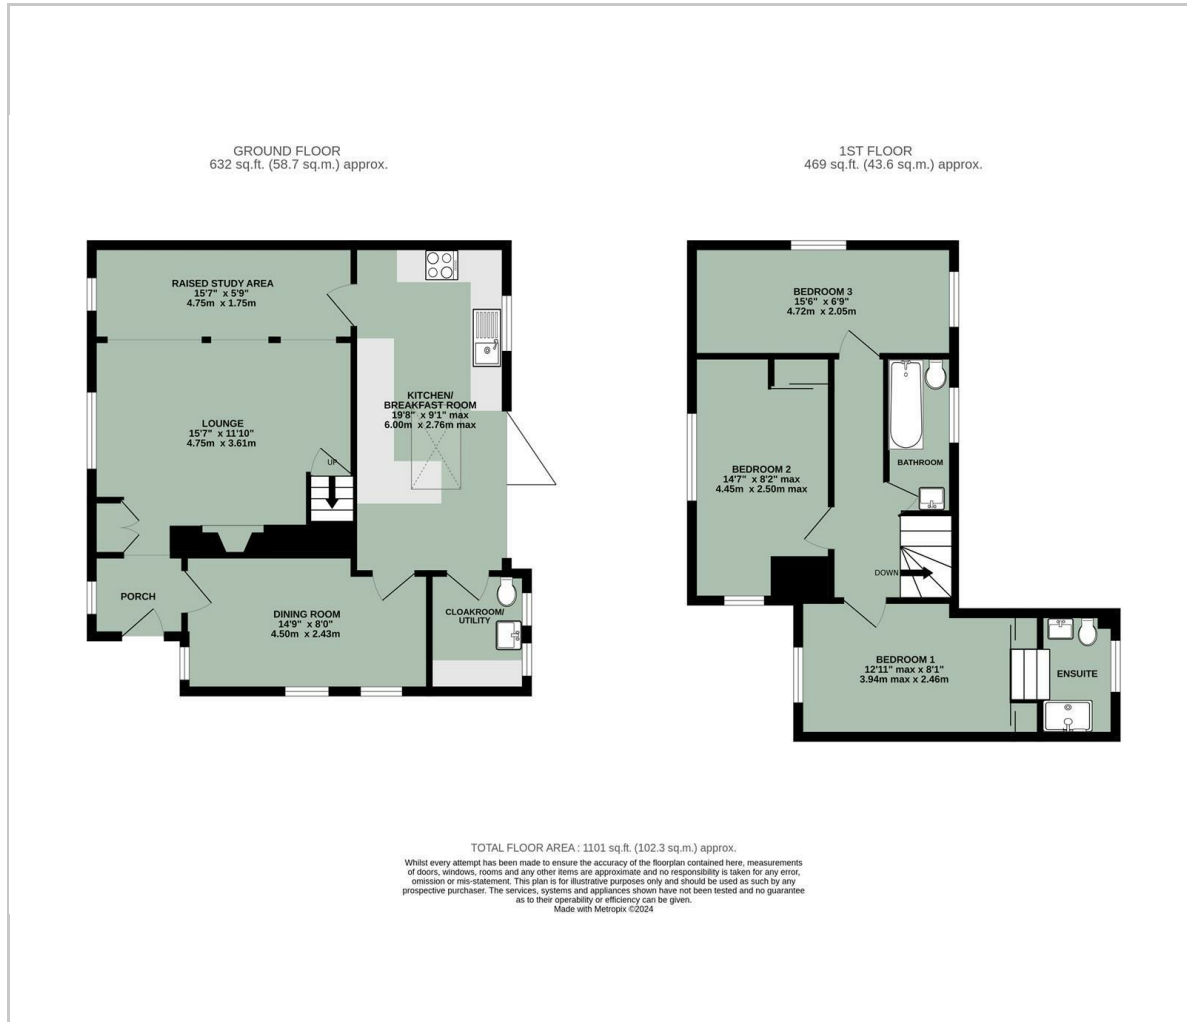 GROUND FLOOR
632 sq.ft. (58.7 sq.m.) approx.
RAISED STUDY AREA
15'7" x 5'9"
4.75m x 1.75m
LOUNGE
15'7" x 11'10"
4.75m x 3.61m
UP
KITCHEN/
BREAKFAST ROOM
19'8" x 9'1" max
6.00m x 2.76m max
PORCH
DINING ROOM
14'9" x 8'0"
4.50m x 2.43m
CLOAKROOM/
UTILITY
1ST FLOOR
469 sq.ft. (43.6 sq.m.) approx.
BEDROOM 3
15'6" x 6'9"
4.72m x 2.05m
BEDROOM 2
14'7" x 8'2" max
4.45m x 2.50m max
BATHROOM
DOWN
BEDROOM 1
12'11" max x 8'1"
3.94m max x 2.46m
ENSUITE
TOTAL FLOOR AREA : 1101 sq.ft. (102.3 sq.m.) approx.
Whilst every attempt has been made to ensure the accuracy of the floorplan contained here, measurements
of doors, windows, rooms and any other items are approximate and no responsibility is taken for any error,
omission or mis-statement. This plan is for illustrative purposes only and should be used as such by any
prospective purchaser. The services, systems and appliances shown have not been tested and no guarantee
as to their operability or efficiency can be given.
Made with Metropix ©2024